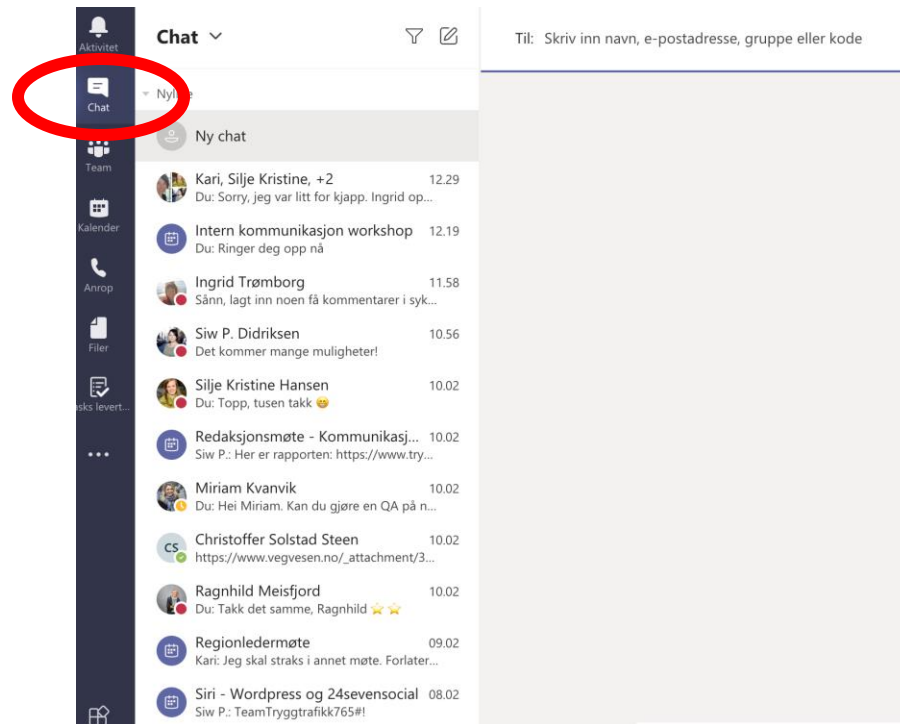 Aktivitet
Chat
Team
Kalender
Anrop
Filer
sks levert...
Chat
Til: Skriv inn navn, e-postadresse, gruppe eller kode
Ny chat
Kari, Silje Kristine, +2 12.29
Du: Sorry, jeg var litt for kjapp. Ingrid op...
Intern kommunikasjon workshop 12.19
Du: Ringer deg opp nå
Ingrid Trømborg 11.58
Sånn, lagt inn noen få kommentarer i syk...
Siw P. Didriksen 10.56
Det kommer mange muligheter!
Silje Kristine Hansen 10.02
Du: Topp, tusen takk 😁
Redaksjonsmøte - Kommunikasj... 10.02
Siw P.: Her er rapporten: https://www.try...
Miriam Kvanvik 10.02
Du: Hei Miriam. Kan du gjøre en QA på n...
CS
Christoffer Solstad Steen 10.02
https://www.vegvesen.no/_attachment/3...
Ragnhild Meisfjord 10.02
Du: Takk det samme, Ragnhild ⭐ ⭐
Regionledermøte 09.02
Kari: Jeg skal straks i annet møte. Forlater...
Siri - Wordpress og 24sevensocial 08.02
Siw P.: TeamTryggtrafikk765#!